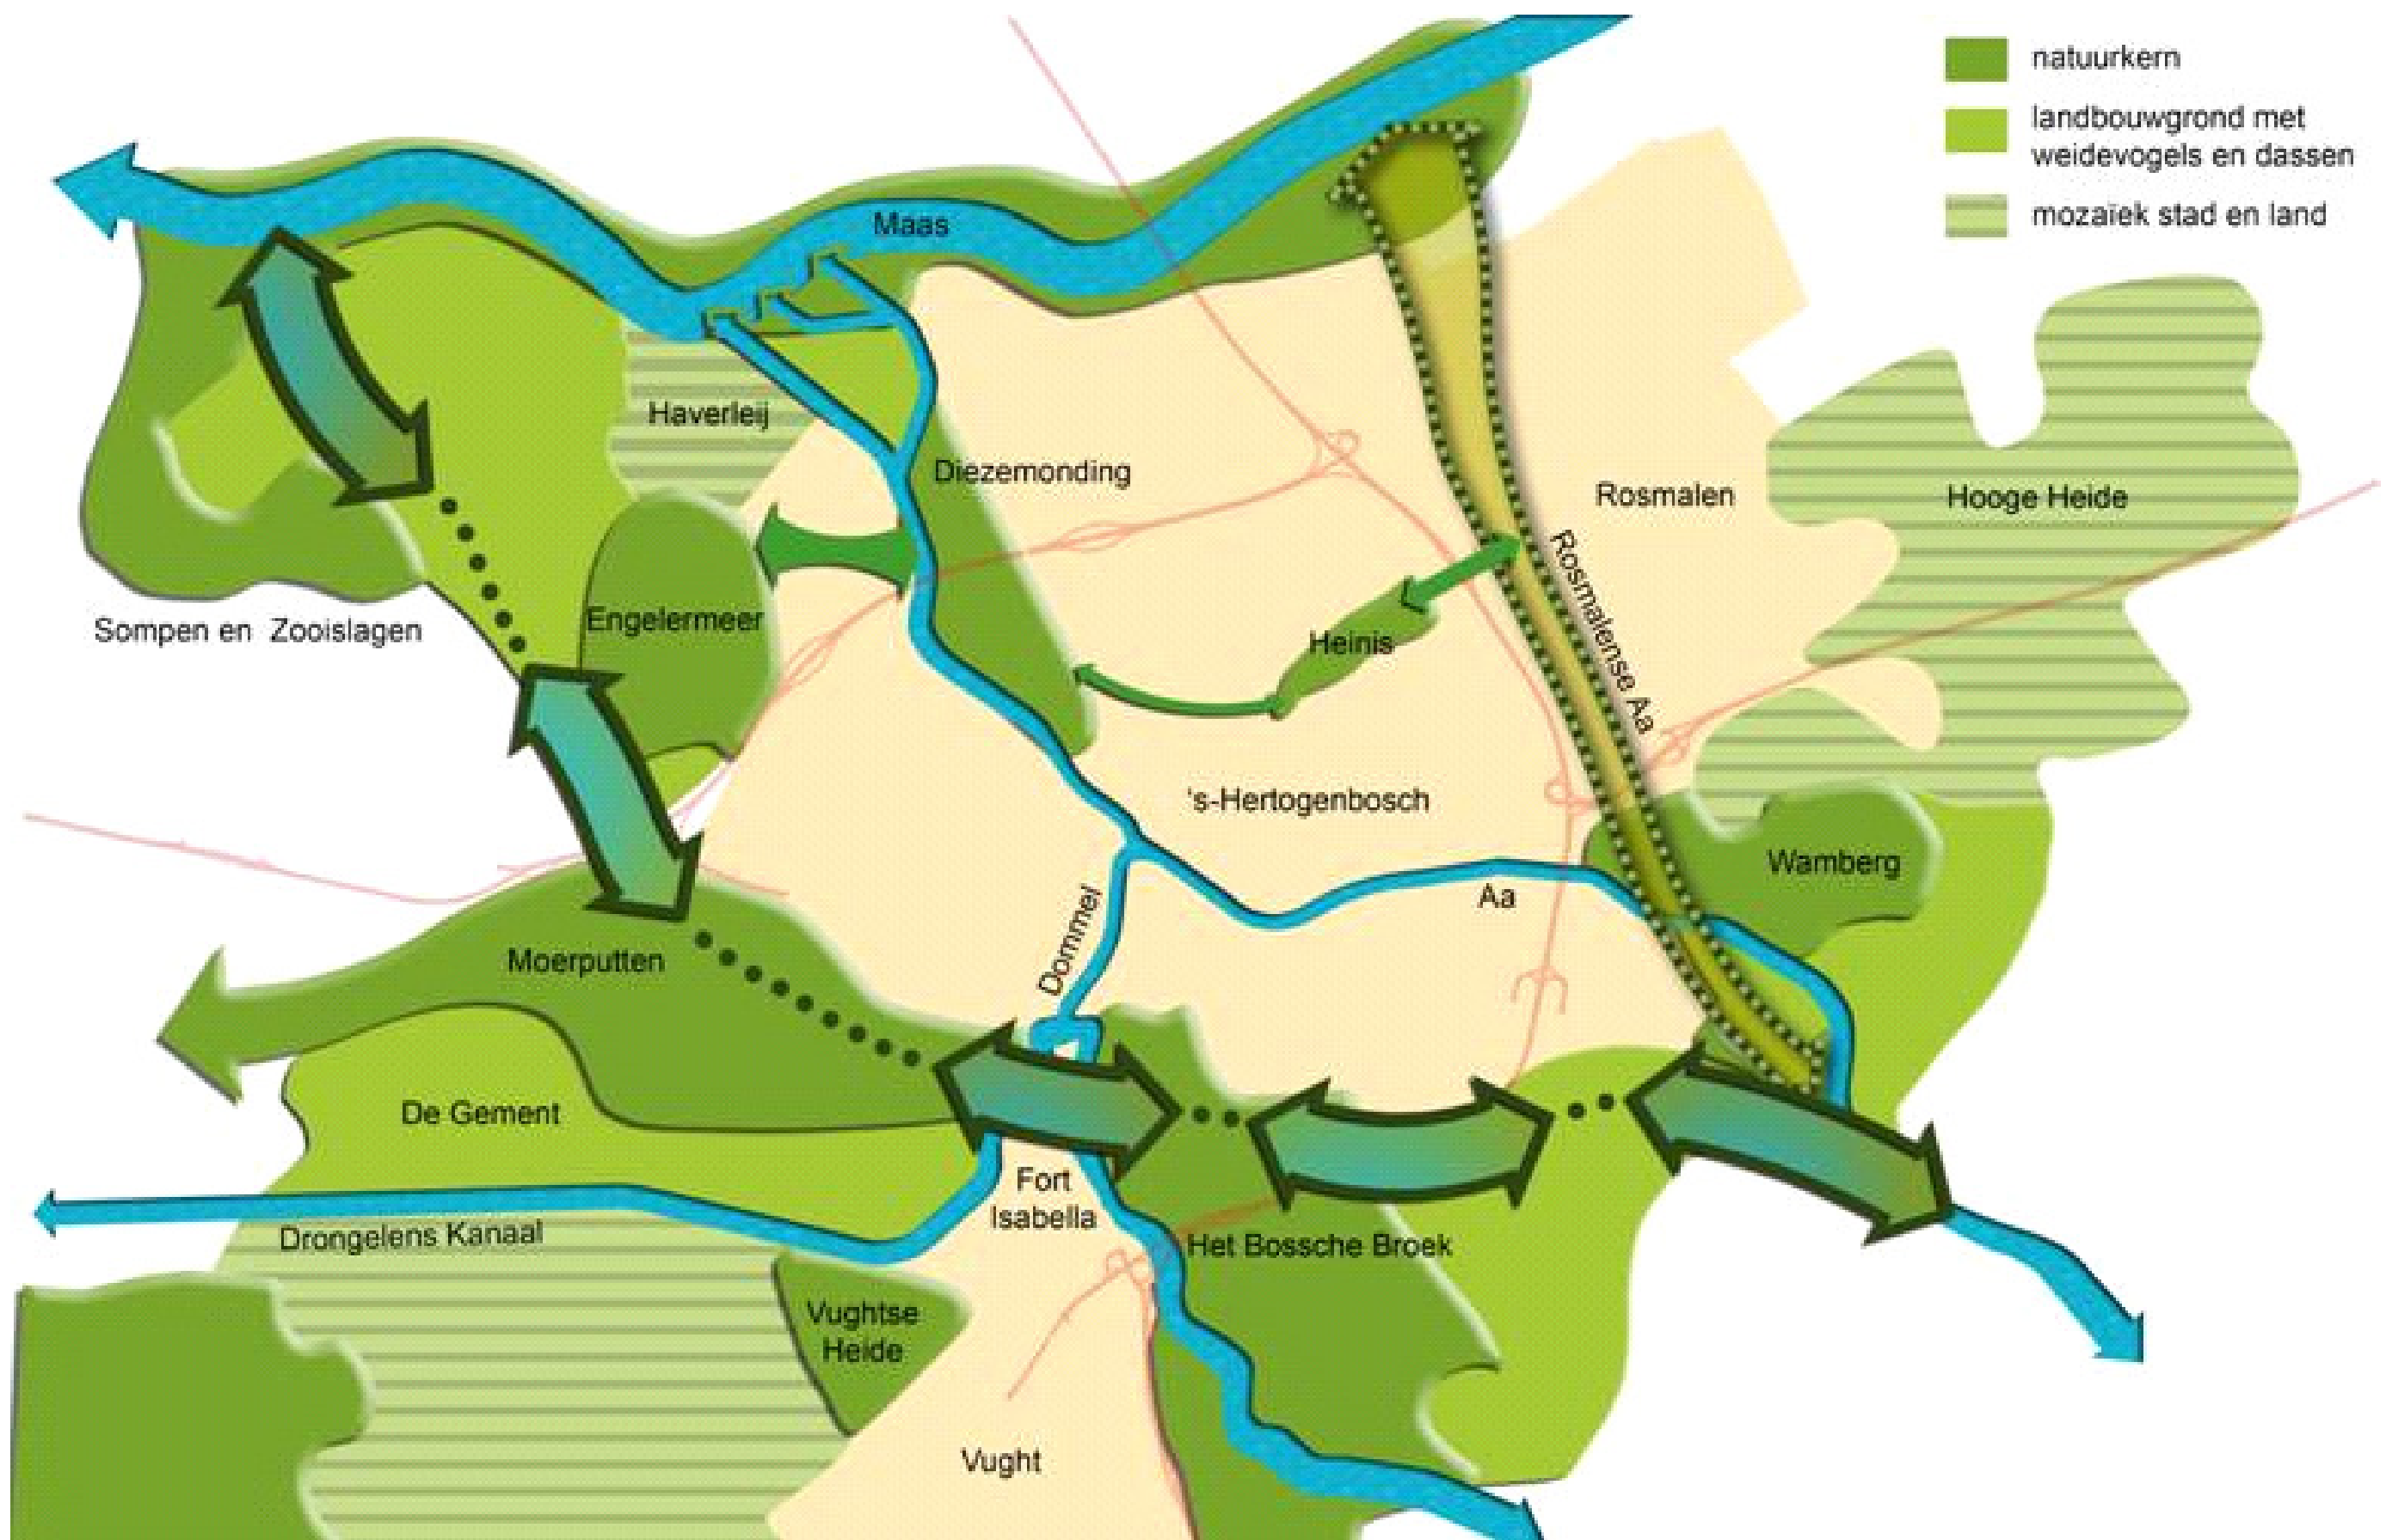 natuurkern
landbouwgrond met
weidevogels en dassen
mozaïek stad en land
Maas
Haverleij
Diezemonding
Rosmalen
Hooge Heide
Rosmalense Aa
Engelermeer
Sompen en Zooislagen
Heinis
's-Hertogenbosch
Wamberg
Aa
Dommel
Moerputten
De Gement
Fort
Isabella
Drongelens Kanaal
Het Bossche Broek
Vughtse
Heide
Vught